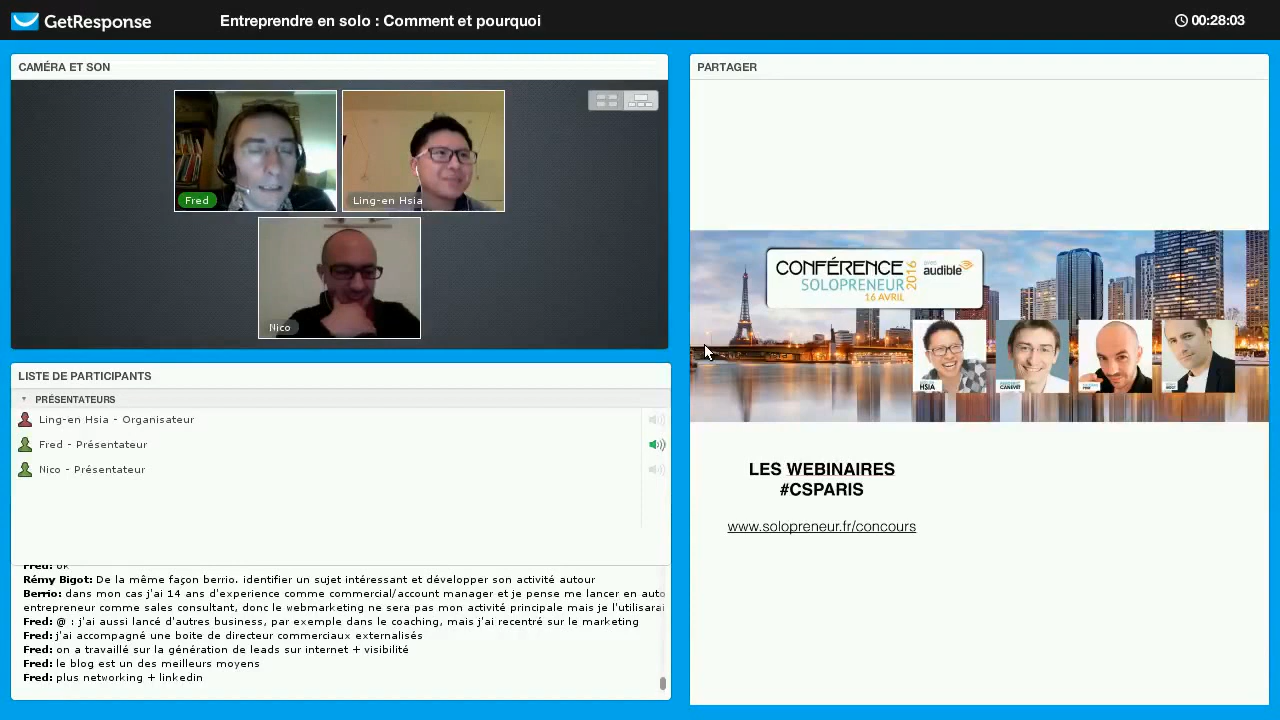 GetResponse
Entreprendre en solo : Comment et pourquoi
00:28:03
CAMÉRA ET SON
Fred
Ling-en Hsia
Nico
LISTE DE PARTICIPANTS
PRÉSENTATEURS
Ling-en Hsia - Organisateur
Fred - Présentateur
Nico - Présentateur
Fred: ok
Rémy Bigot: De la même façon berrio. identifier un sujet intéressant et développer son activité autour
Berrio: dans mon cas j'ai 14 ans d'experience comme commercial/account manager et je pense me lancer en auto
entrepreneur comme sales consultant, donc le webmarketing ne sera pas mon activité principale mais je l'utilisarai
Fred: @ : j'ai aussi lancé d'autres business, par exemple dans le coaching, mais j'ai recentré sur le marketing
Fred: j'ai accompagné une boite de directeur commerciaux externalisés
Fred: on a travaillé sur la génération de leads sur internet + visibilité
Fred: le blog est un des meilleurs moyens
Fred: plus networking + linkedin
PARTAGER
CONFÉRENCE
SOLOPRENEUR
2016
16 AVRIL
avec
audible
HSIA
CANEVET
LES WEBINAIRES
#CSPARIS
www.solopreneur.fr/concours